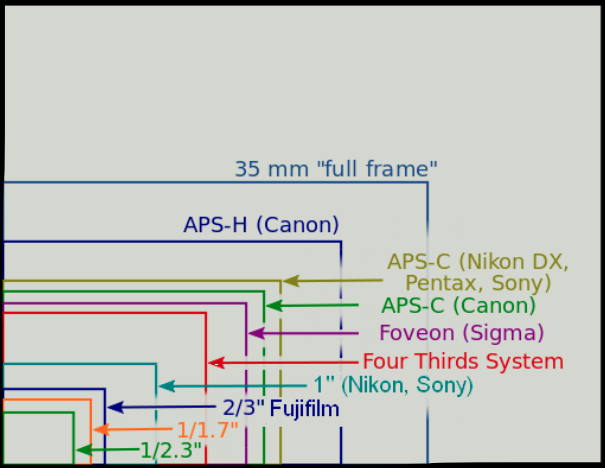 35 mm "full frame"
APS-H (Canon)
APS-C (Nikon DX,
Pentax, Sony)
APS-C (Canon)
Foveon (Sigma)
Four Thirds System
1" (Nikon, Sony)
2/3" Fujifilm
1/1.7"
1/2.3"